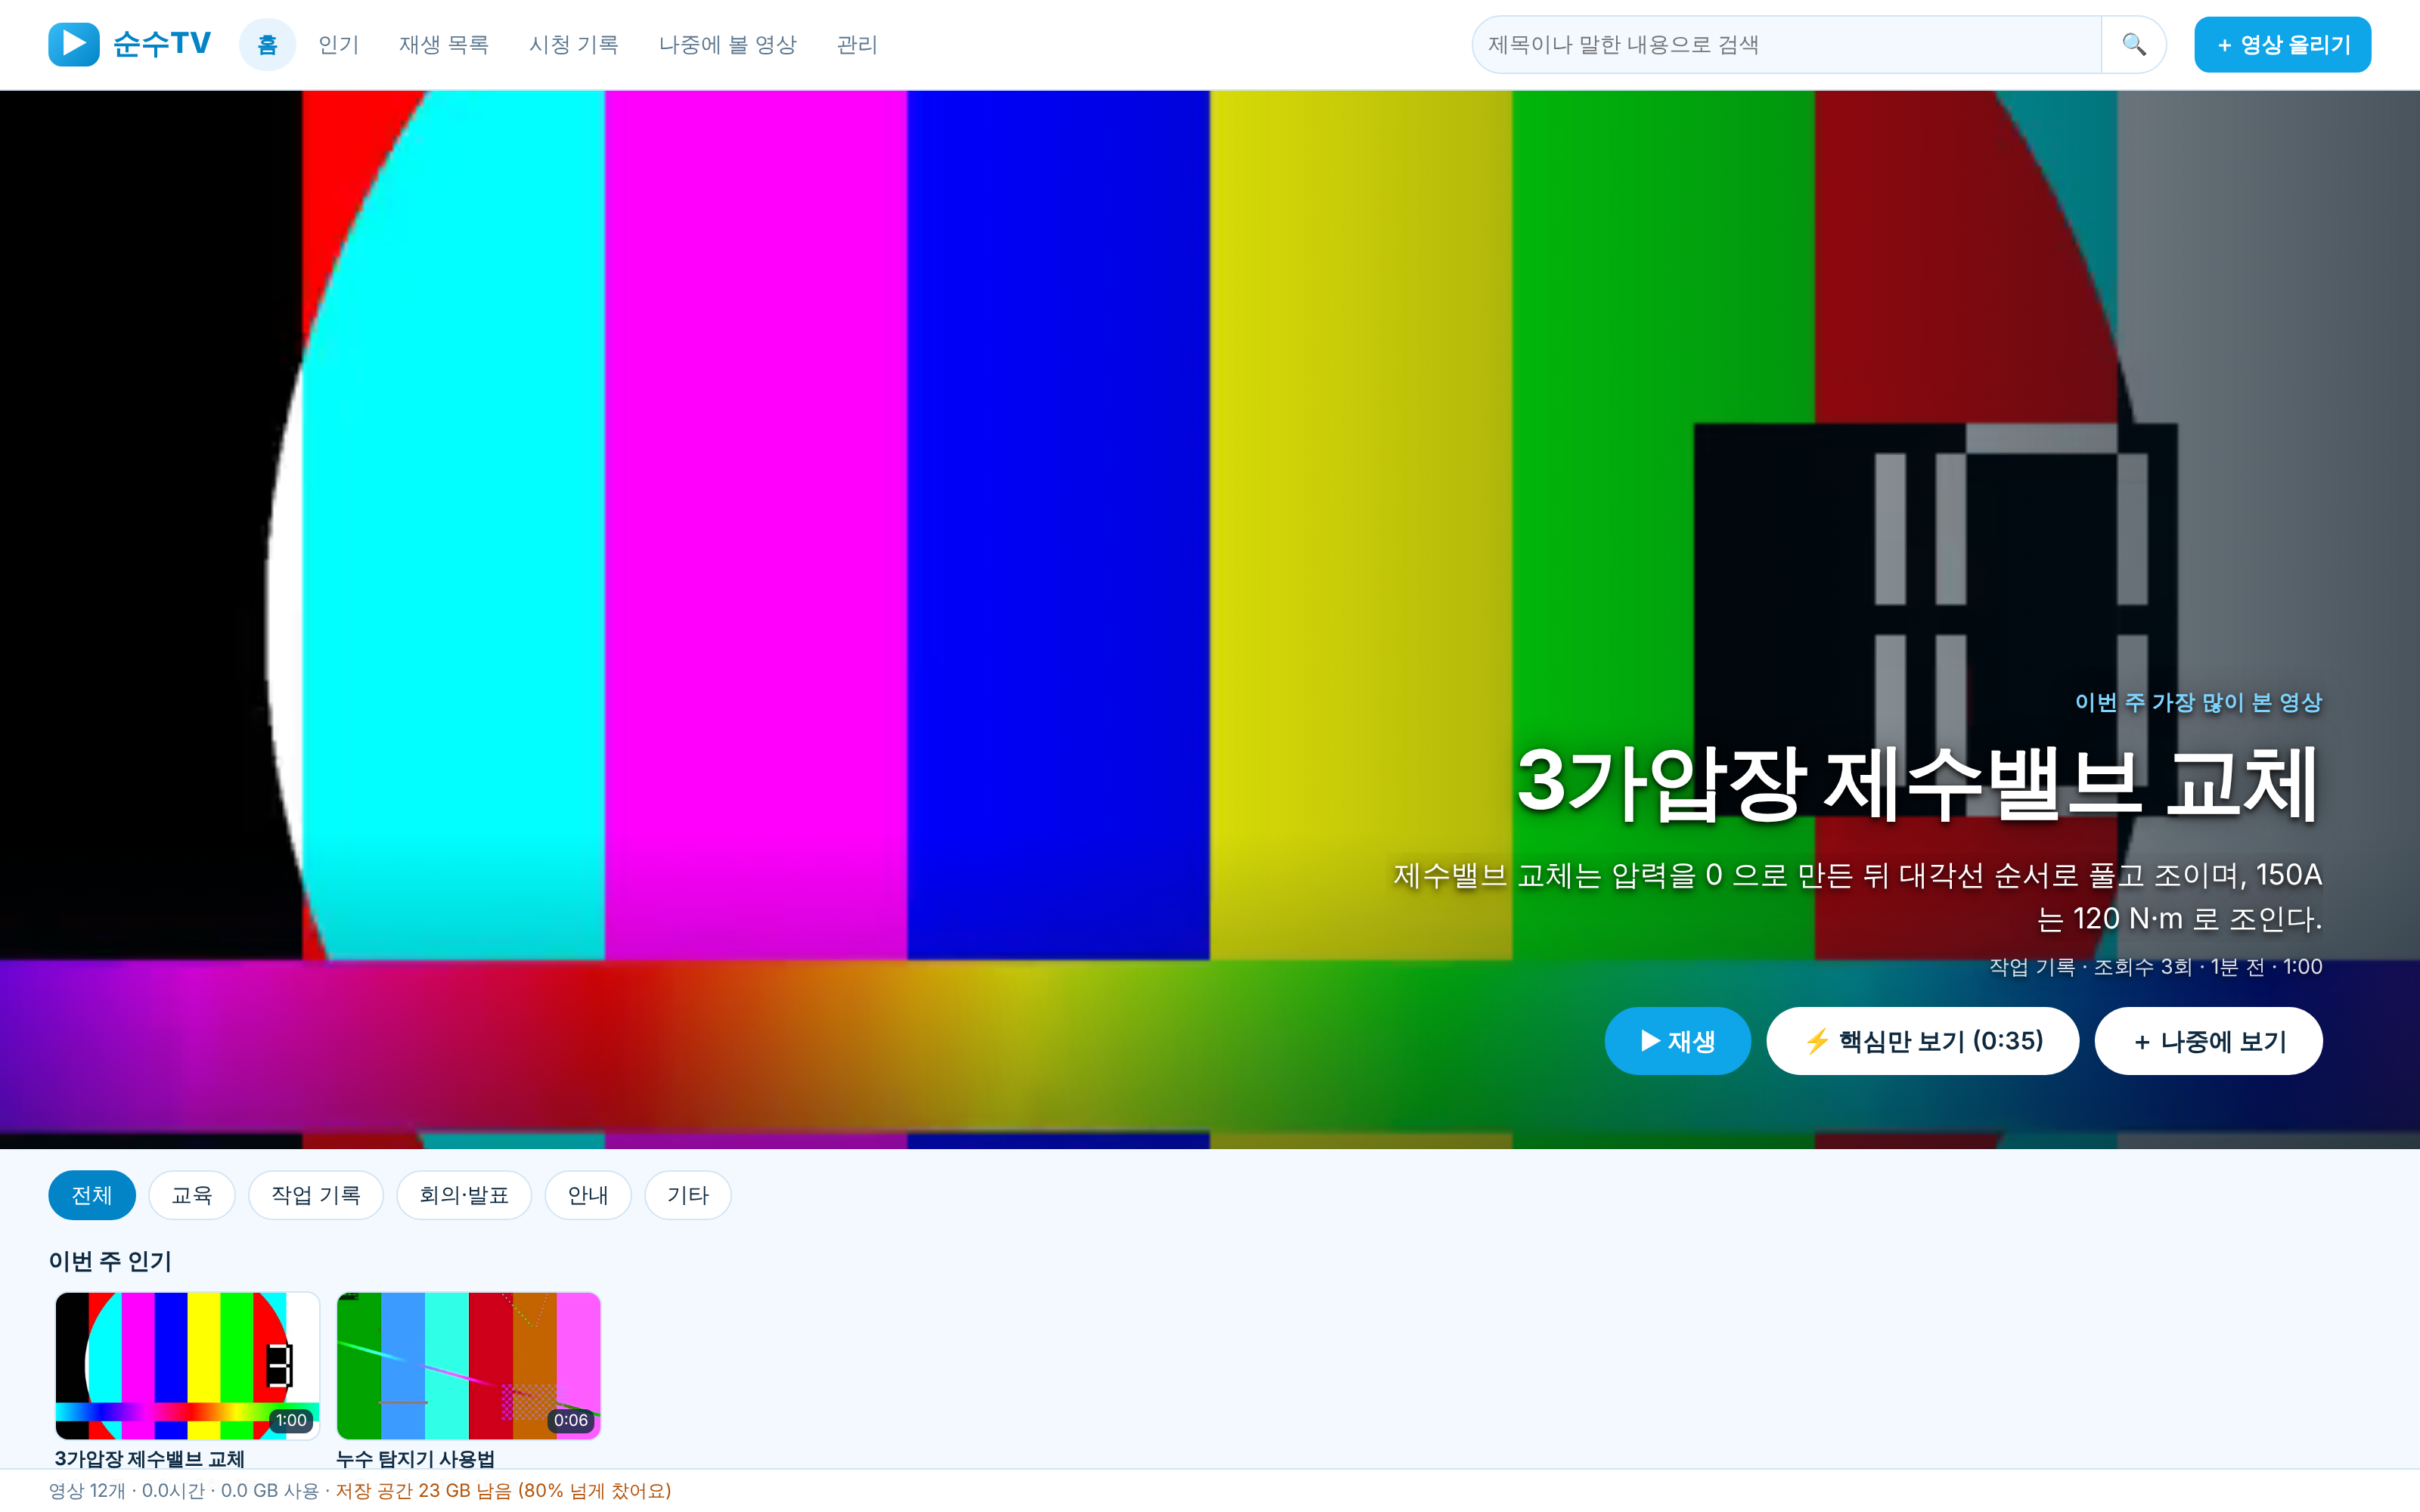 순수TV 홈 인기 재생 목록 시청 기록 나중에 볼 영상 관리 제목이나 말한 내용으로 검색 + 영상 올리기
이번 주 가장 많이 본 영상
3가압장 제수밸브 교체
제수밸브 교체는 압력을 0 으로 만든 뒤 대각선 순서로 풀고 조이며, 150A
는 120 N·m 로 조인다.
작업 기록 · 조회수 3회 · 1분 전 · 1:00
▶ 재생 ⚡ 핵심만 보기 (0:35) + 나중에 보기
전체 교육 작업 기록 회의·발표 안내 기타
이번 주 인기
1:00 0:06
3가압장 제수밸브 교체 누수 탐지기 사용법
영상 12개 · 0.0시간 · 0.0 GB 사용 · 저장 공간 23 GB 남음 (80% 넘게 찼어요)